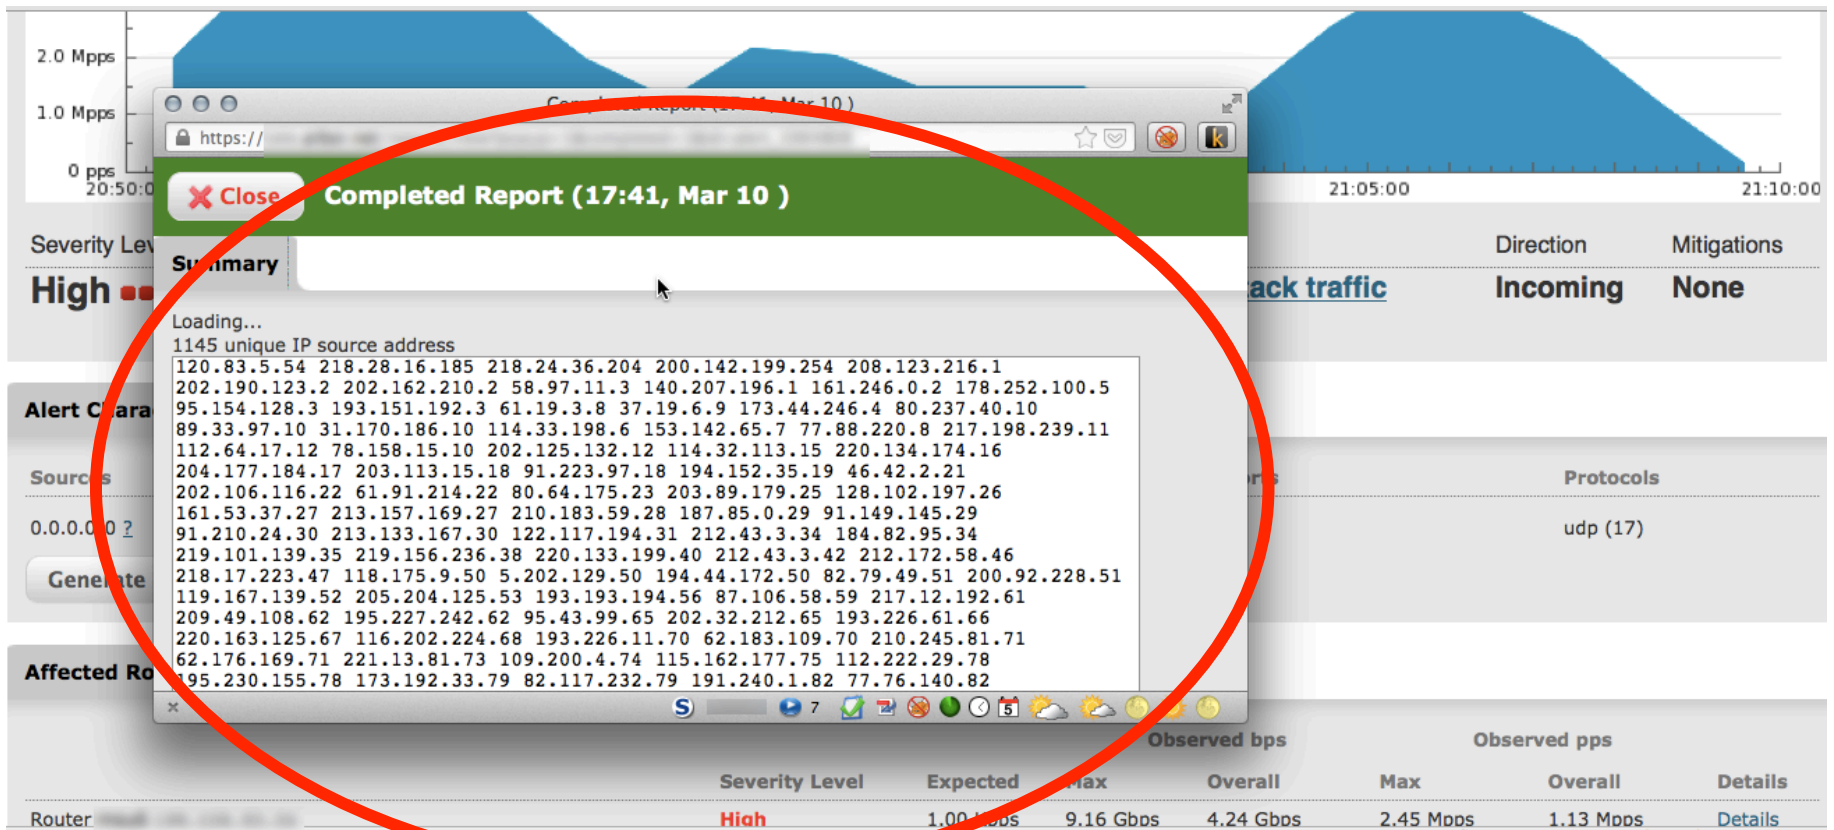 2.0 Mpps
1.0 Mpps
0 pps
20:50:0
21:05:00
21:10:00
Completed Report (17:41, Mar 10 )
https://
Close
Completed Report (17:41, Mar 10 )
Summary
Severity Lev
Direction
Mitigations
High
ack traffic
Incoming
None
Loading...
1145 unique IP source address
120.83.5.54 218.28.16.185 218.24.36.204 200.142.199.254 208.123.216.1
202.190.123.2 202.162.210.2 58.97.11.3 140.207.196.1 161.246.0.2 178.252.100.5
95.154.128.3 193.151.192.3 61.19.3.8 37.19.6.9 173.44.246.4 80.237.40.10
89.33.97.10 31.170.186.10 114.33.198.6 153.142.65.7 77.88.220.8 217.198.239.11
112.64.17.12 78.158.15.10 202.125.132.12 114.32.113.15 220.134.174.16
204.177.184.17 203.113.15.18 91.223.97.18 194.152.35.19 46.42.2.21
202.106.116.22 61.91.214.22 80.64.175.23 203.89.179.25 128.102.197.26
161.53.37.27 213.157.169.27 210.183.59.28 187.85.0.29 91.149.145.29
91.210.24.30 213.133.167.30 122.117.194.31 212.43.3.34 184.82.95.34
219.101.139.35 219.156.236.38 220.133.199.40 212.43.3.42 212.172.58.46
218.17.223.47 118.175.9.50 5.202.129.50 194.44.172.50 82.79.49.51 200.92.228.51
119.167.139.52 205.204.125.53 193.193.194.56 87.106.58.59 217.12.192.61
209.49.108.62 195.227.242.62 95.43.99.65 202.32.212.65 193.226.61.66
220.163.125.67 116.202.224.68 193.226.11.70 62.183.109.70 210.245.81.71
62.176.169.71 221.13.81.73 109.200.4.74 115.162.177.75 112.222.29.78
195.230.155.78 173.192.33.79 82.117.232.79 191.240.1.82 77.76.140.82
7
5
Alert Chara
Sources
Protocols
0.0.0.0/0 ?
udp (17)
Generate
Affected Ro
Observed bps
Observed pps
Severity Level
Expected
Max
Overall
Max
Overall
Details
Router
High
9.16 Gbps
4.24 Gbps
2.45 Mpps
1.13 Mpps
Details